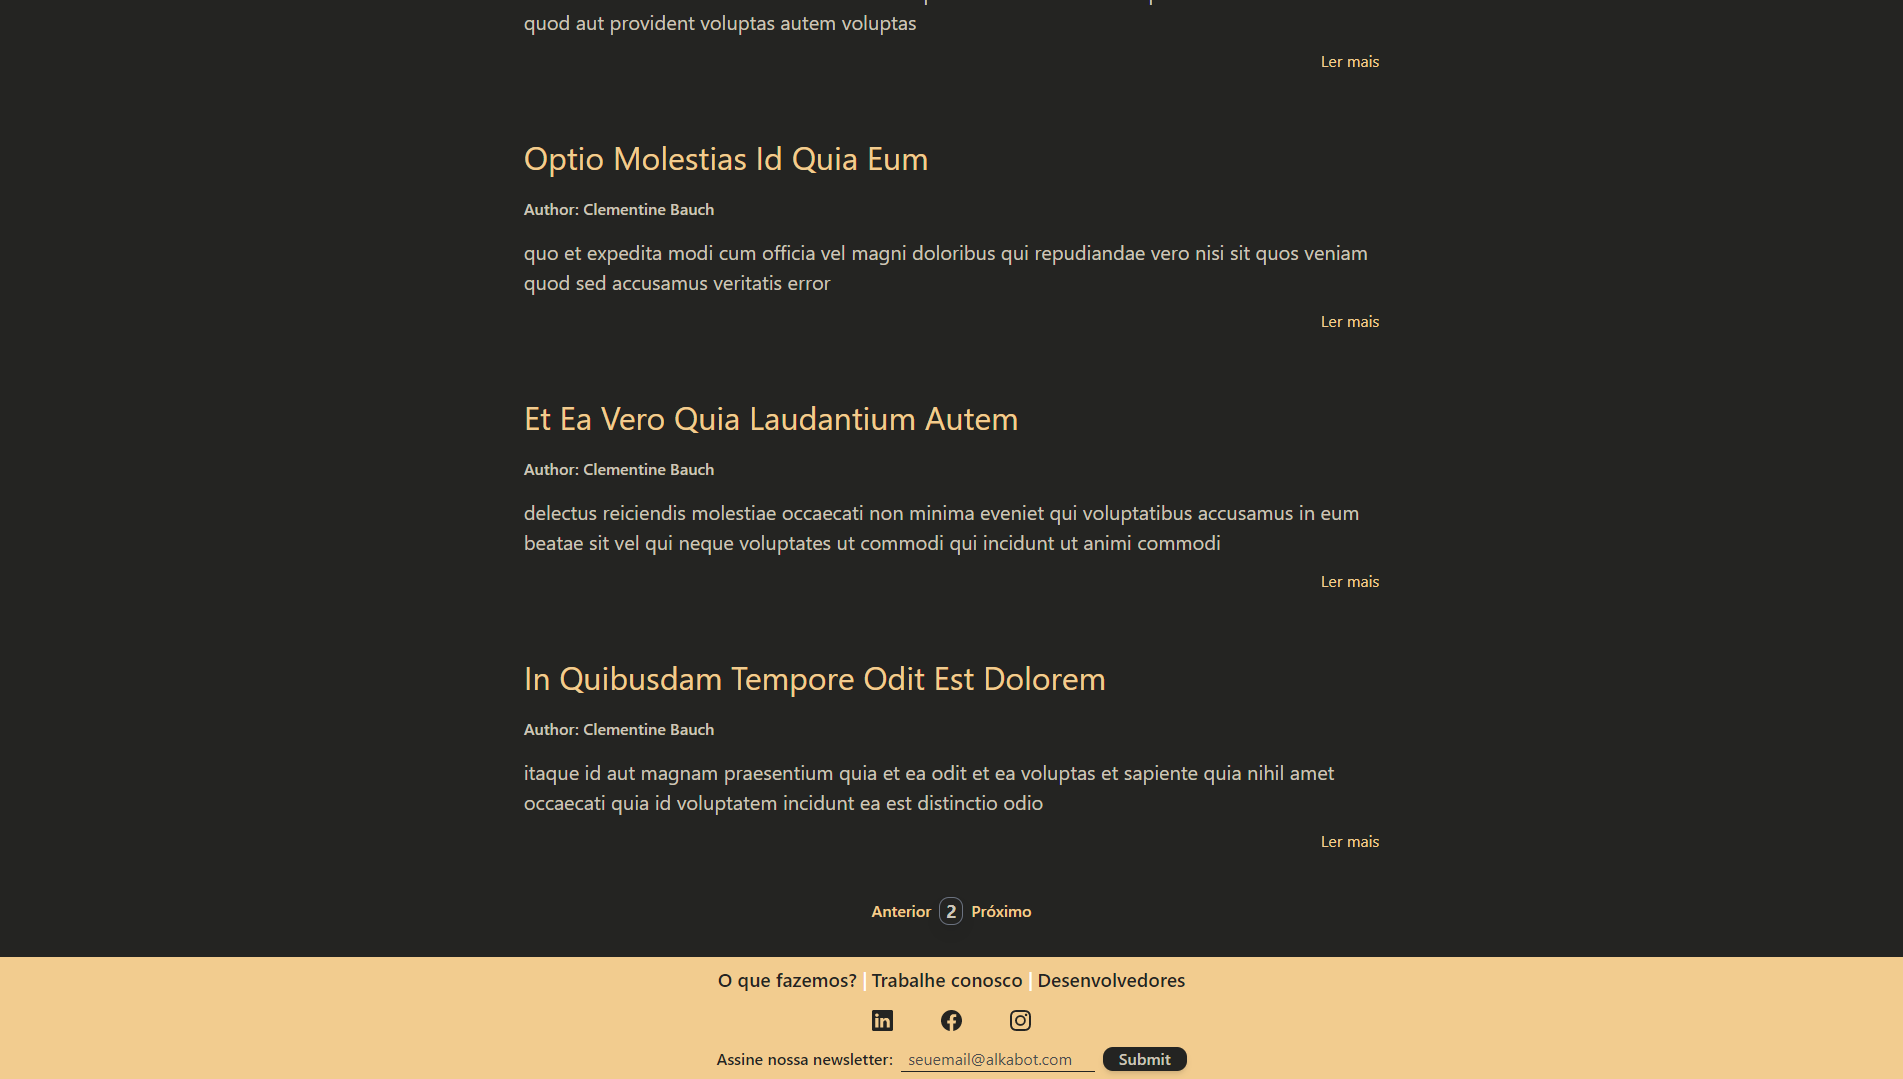 quod aut provident voluptas autem voluptas
Ler mais
Optio Molestias Id Quia Eum
Author: Clementine Bauch
quo et expedita modi cum officia vel magni doloribus qui repudiandae vero nisi sit quos veniam
quod sed accusamus veritatis error
Ler mais
Et Ea Vero Quia Laudantium Autem
Author: Clementine Bauch
delectus reiciendis molestiae occaecati non minima eveniet qui voluptatibus accusamus in eum
beatae sit vel qui neque voluptates ut commodi qui incidunt ut animi commodi
Ler mais
In Quibusdam Tempore Odit Est Dolorem
Author: Clementine Bauch
itaque id aut magnam praesentium quia et ea odit et ea voluptas et sapiente quia nihil amet
occaecati quia id voluptatem incidunt ea est distinctio odio
Ler mais
Anterior 2 Próximo
O que fazemos? | Trabalhe conosco | Desenvolvedores
Assine nossa newsletter: seuemail@alkabot.com Submit